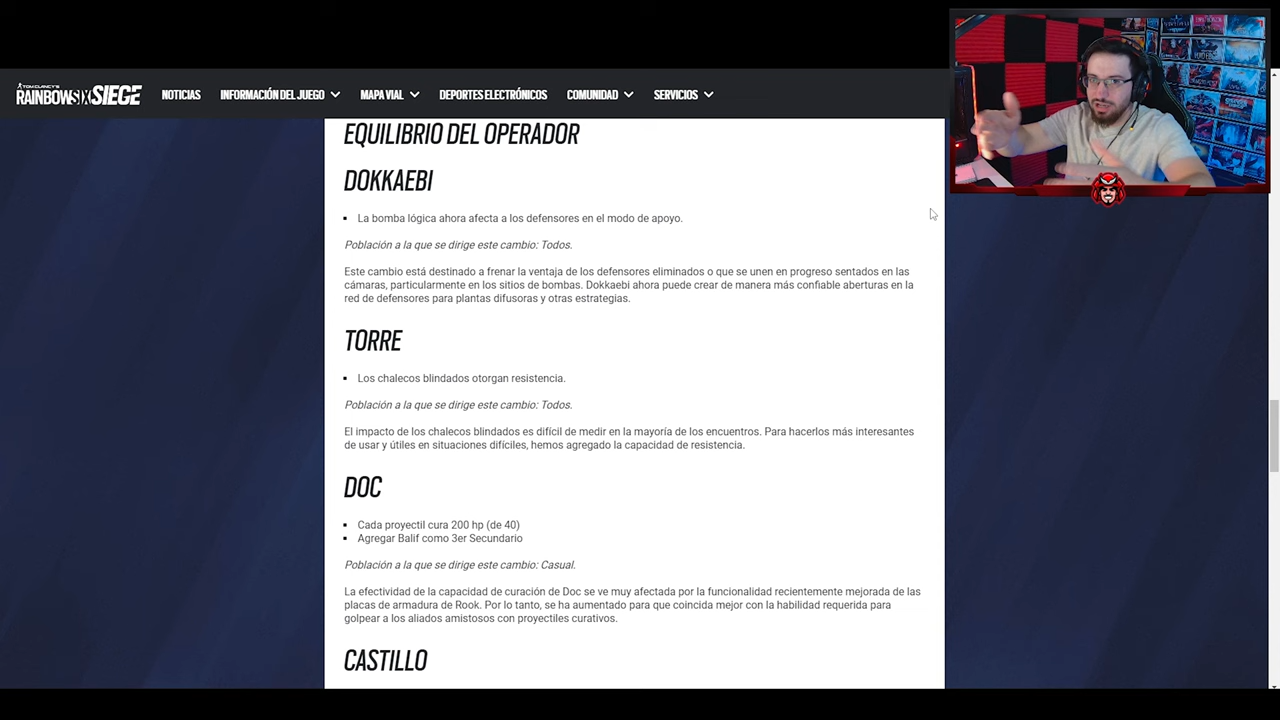 TOM CLANCY'S
RAINBOWSIX SIEGE
NOTICIAS
INFORMACIÓN DEL JUEGO
MAPA VIAL
DEPORTES ELECTRÓNICOS
COMUNIDAD
SERVICIOS
EQUILIBRIO DEL OPERADOR
DOKKAEBI
▪ La bomba lógica ahora afecta a los defensores en el modo de apoyo.
Población a la que se dirige este cambio: Todos.
Este cambio está destinado a frenar la ventaja de los defensores eliminados o que se unen en progreso sentados en las
cámaras, particularmente en los sitios de bombas. Dokkaebi ahora puede crear de manera más confiable aberturas en la
red de defensores para plantas difusoras y otras estrategias.
TORRE
▪ Los chalecos blindados otorgan resistencia.
Población a la que se dirige este cambio: Todos.
El impacto de los chalecos blindados es difícil de medir en la mayoría de los encuentros. Para hacerlos más interesantes
de usar y útiles en situaciones difíciles, hemos agregado la capacidad de resistencia.
DOC
▪ Cada proyectil cura 200 hp (de 40)
▪ Agregar Balif como 3er Secundario
Población a la que se dirige este cambio: Casual.
La efectividad de la capacidad de curación de Doc se ve muy afectada por la funcionalidad recientemente mejorada de las
placas de armadura de Rook. Por lo tanto, se ha aumentado para que coincida mejor con la habilidad requerida para
golpear a los aliados amistosos con proyectiles curativos.
CASTILLO